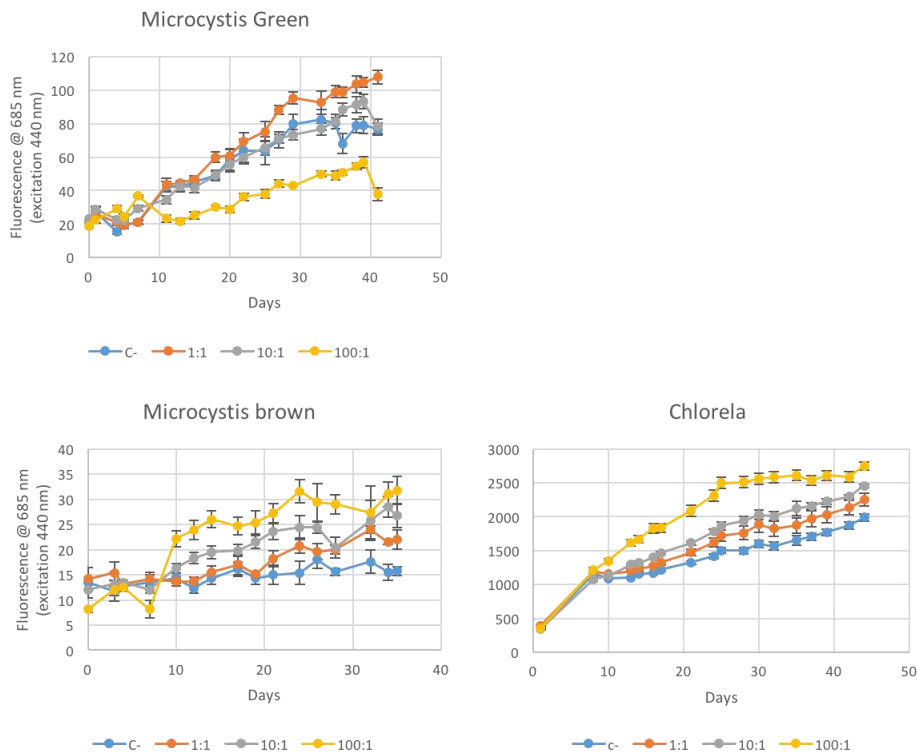 Microcystis Green
Fluorescence @ 685 nm
(excitation 440 nm)
120
100
80
60
40
20
0
0 10 20 30 40 50
Days
C- 1:1 10:1 100:1
Microcystis brown
Fluorescence @ 685 nm
(excitation 440 nm)
40
35
30
25
20
15
10
5
0
0 10 20 30 40
Days
C- 1:1 10:1 100:1
Chlorela
3000
2500
2000
1500
1000
500
0
0 10 20 30 40 50
Days
c- 1:1 10:1 100:1